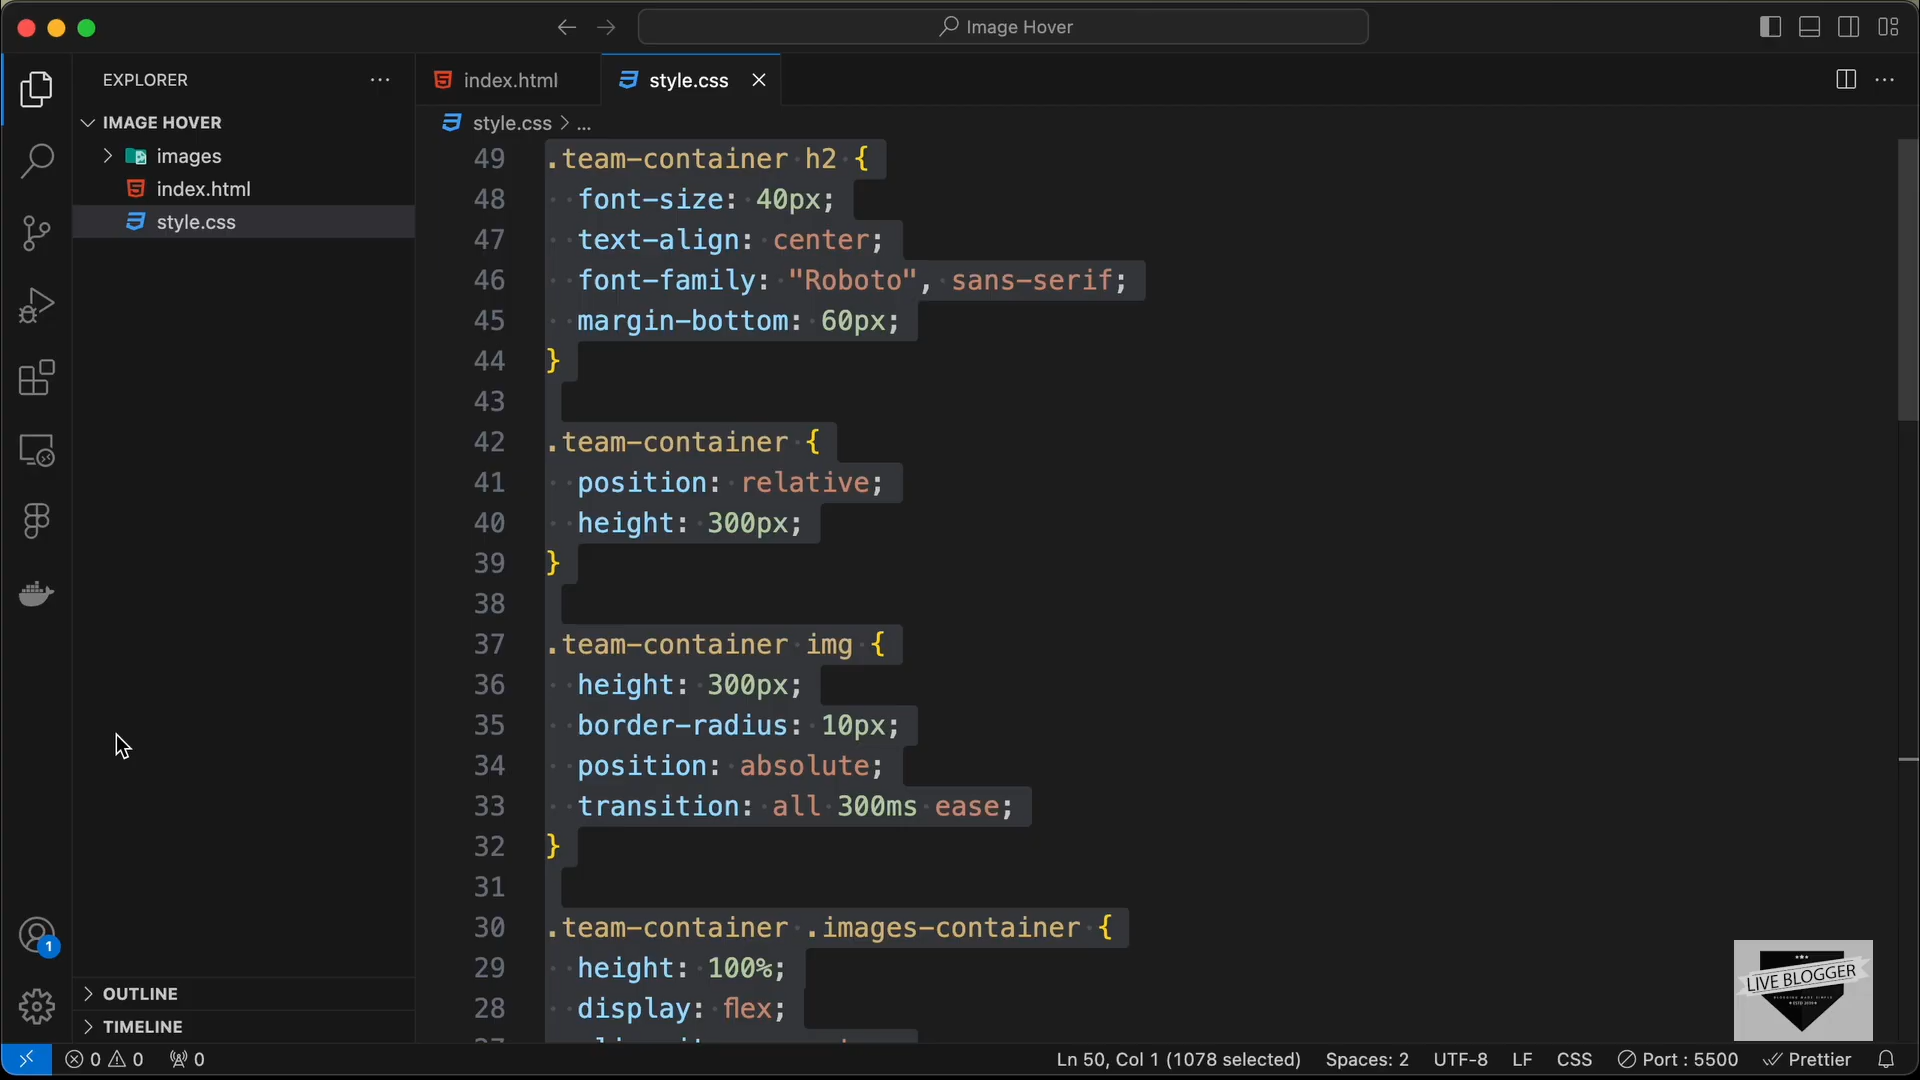 Image Hover
EXPLORER
IMAGE HOVER
images
index.html
style.css
index.html
style.css
style.css > ...
49 .team-container h2 {
48 font-size: 40px;
47 text-align: center;
46 font-family: "Roboto", sans-serif;
45 margin-bottom: 60px;
44 }
43
42 .team-container {
41 position: relative;
40 height: 300px;
39 }
38
37 .team-container img {
36 height: 300px;
35 border-radius: 10px;
34 position: absolute;
33 transition: all 300ms ease;
32 }
31
30 .team-container .images-container {
29 height: 100%;
28 display: flex;
1
OUTLINE
TIMELINE
LIVE BLOGGER
0 0 0
Ln 50, Col 1 (1078 selected) Spaces: 2 UTF-8 LF CSS Port : 5500 Prettier